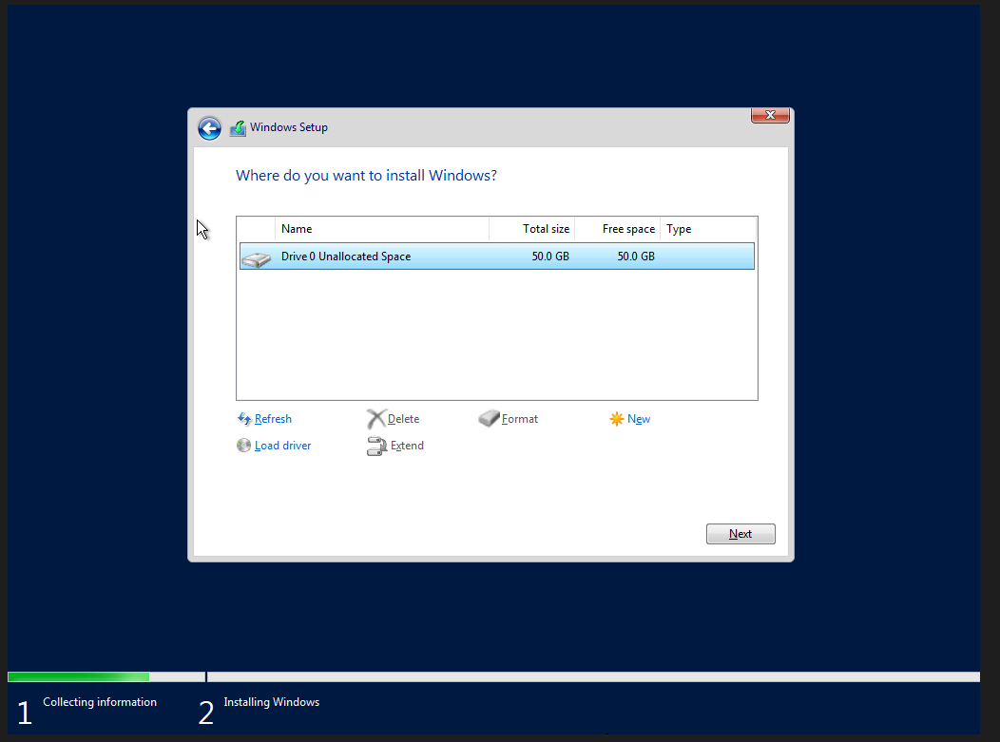 Windows Setup
Where do you want to install Windows?
Name Total size Free space Type
Drive 0 Unallocated Space 50.0 GB 50.0 GB
Refresh Delete Format New
Load driver Extend
Next
1 Collecting information 2 Installing Windows